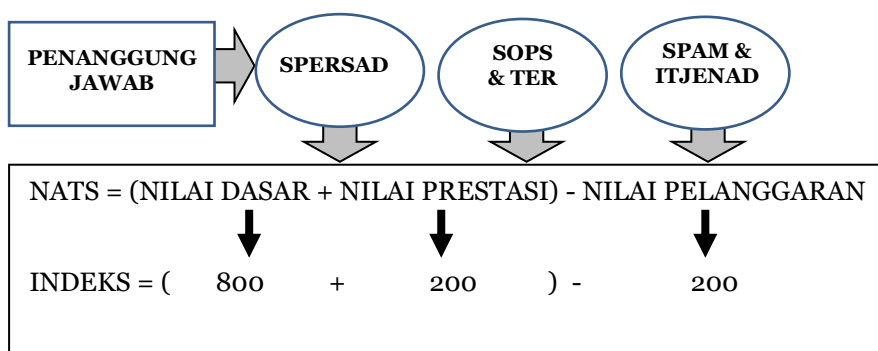 PENANGGUNG
JAWAB
SPERSAD
SOPS
& TER
SPAM &
ITJENAD
NATS = (NILAI DASAR + NILAI PRESTASI) - NILAI PELANGGARAN
INDEKS = ( 800 + 200 ) - 200